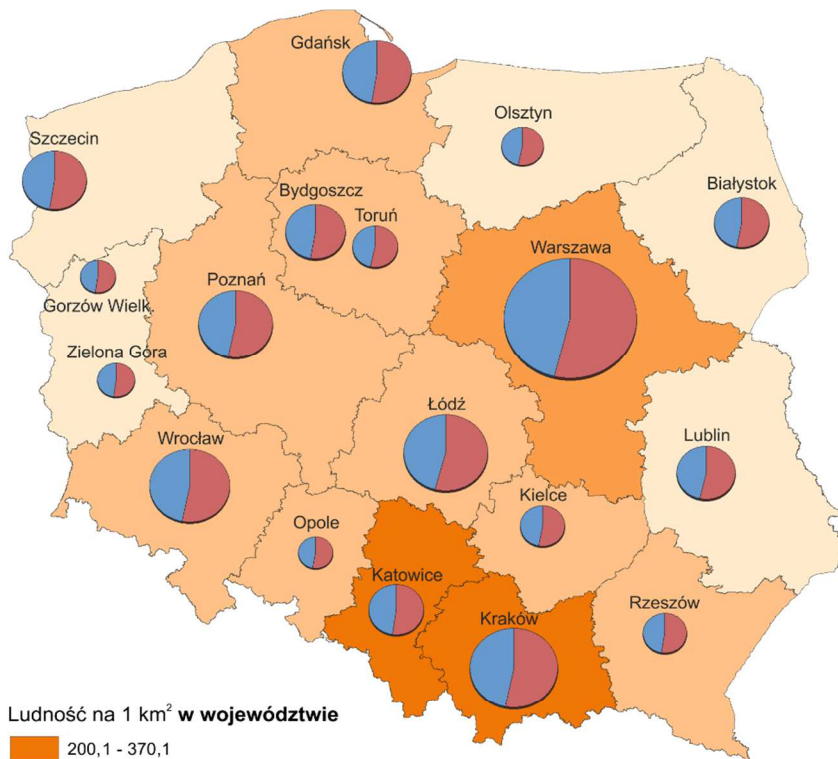 Gdańsk
Olsztyn
Szczecin
Białystok
Bydgoszcz
Toruń
Warszawa
Gorzów Wielk.
Poznań
Zielona Góra
Łódź
Wrocław
Lublin
Kielce
Opole
Katowice
Kraków
Rzeszów
Ludność na 1 km² w województwie
200,1 - 370,1